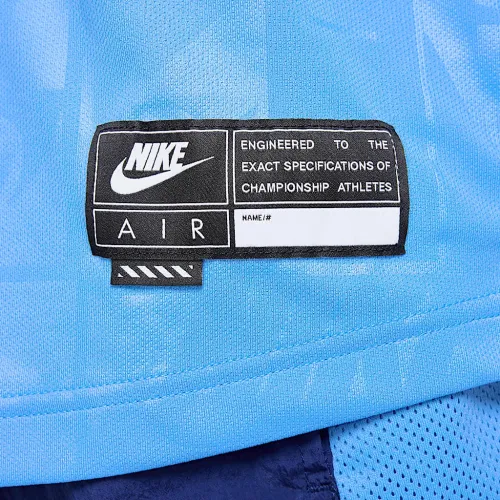 NIKE
AIR
ENGINEERED TO THE
EXACT SPECIFICATIONS OF
CHAMPIONSHIP ATHLETES
NAME/#